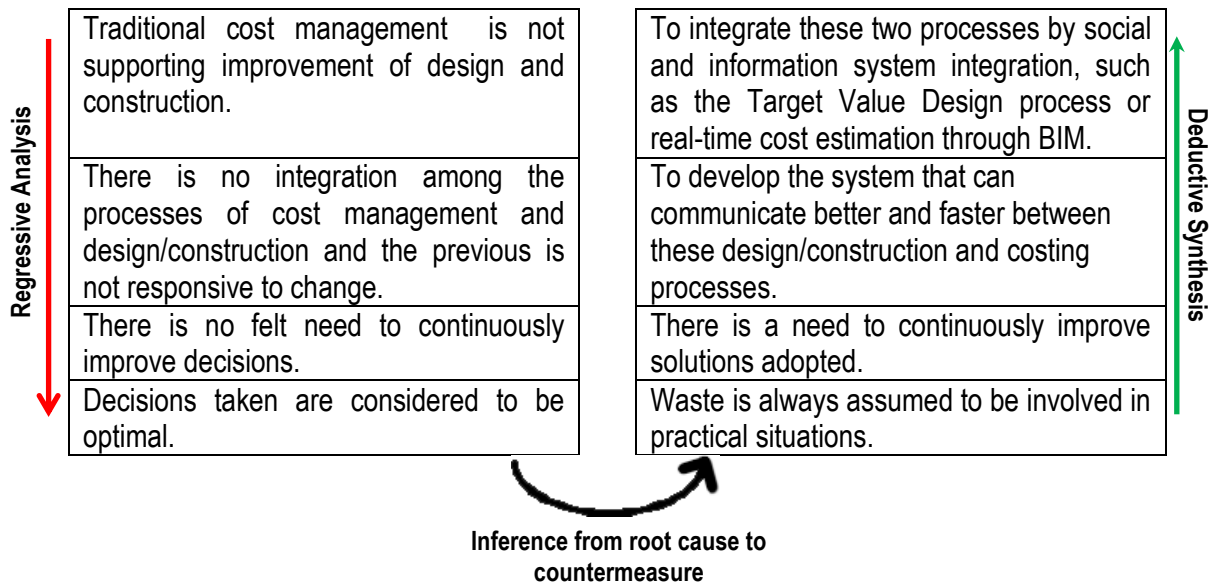 Regressive Analysis
Traditional cost management is not
supporting improvement of design and
construction.
There is no integration among the
processes of cost management and
design/construction and the previous is
not responsive to change.
There is no felt need to continuously
improve decisions.
Decisions taken are considered to be
optimal.
To integrate these two processes by social
and information system integration, such
as the Target Value Design process or
real-time cost estimation through BIM.
To develop the system that can
communicate better and faster between
these design/construction and costing
processes.
There is a need to continuously improve
solutions adopted.
Waste is always assumed to be involved in
practical situations.
Deductive Synthesis
Inference from root cause to
countermeasure